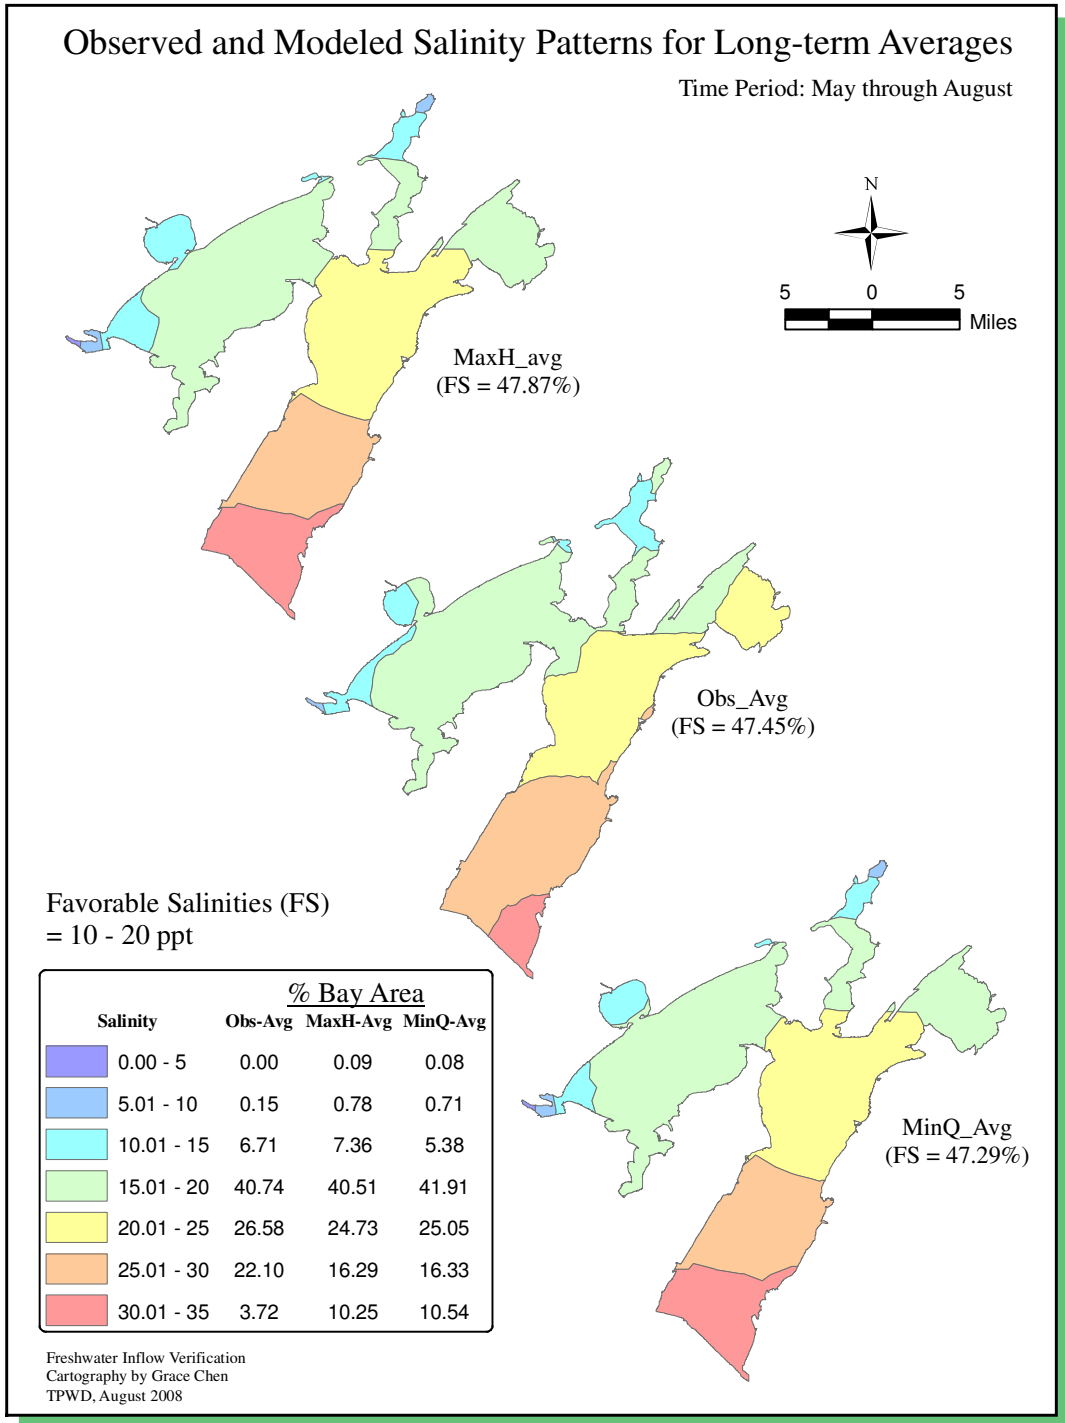 Observed and Modeled Salinity Patterns for Long-term Averages
Time Period: May through August
N
5 0 5
Miles
MaxH_avg
(FS = 47.87%)
Obs_Avg
(FS = 47.45%)
MinQ_Avg
(FS = 47.29%)
Favorable Salinities (FS)
= 10 - 20 ppt
% Bay Area
Salinity Obs-Avg MaxH-Avg MinQ-Avg
0.00 - 5 0.00 0.09 0.08
5.01 - 10 0.15 0.78 0.71
10.01 - 15 6.71 7.36 5.38
15.01 - 20 40.74 40.51 41.91
20.01 - 25 26.58 24.73 25.05
25.01 - 30 22.10 16.29 16.33
30.01 - 35 3.72 10.25 10.54
Freshwater Inflow Verification
Cartography by Grace Chen
TPWD, August 2008